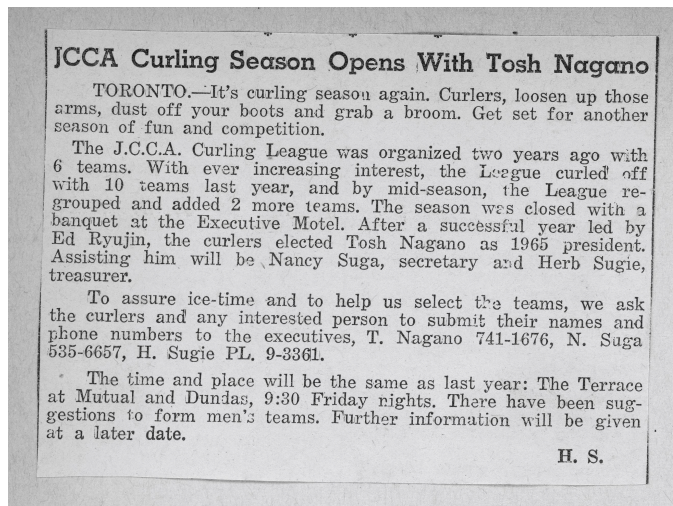 JCCA Curling Season Opens With Tosh Nagano
TORONTO.—It's curling season again. Curlers, loosen up those
arms, dust off your boots and grab a broom. Get set for another
season of fun and competition.
The J.C.C.A. Curling League was organized two years ago with
6 teams. With ever increasing interest, the League curled off
with 10 teams last year, and by mid-season, the League re-
grouped and added 2 more teams. The season was closed with a
banquet at the Executive Motel. After a successful year led by
Ed Ryujin, the curlers elected Tosh Nagano as 1965 president.
Assisting him will be Nancy Suga, secretary and Herb Sugie,
treasurer.
To assure ice-time and to help us select the teams, we ask
the curlers and any interested person to submit their names and
phone numbers to the executives, T. Nagano 741-1676, N. Suga
535-6657, H. Sugie PL. 9-3361.
The time and place will be the same as last year: The Terrace
at Mutual and Dundas, 9:30 Friday nights. There have been sug-
gestions to form men's teams. Further information will be given
at a later date.
H. S.